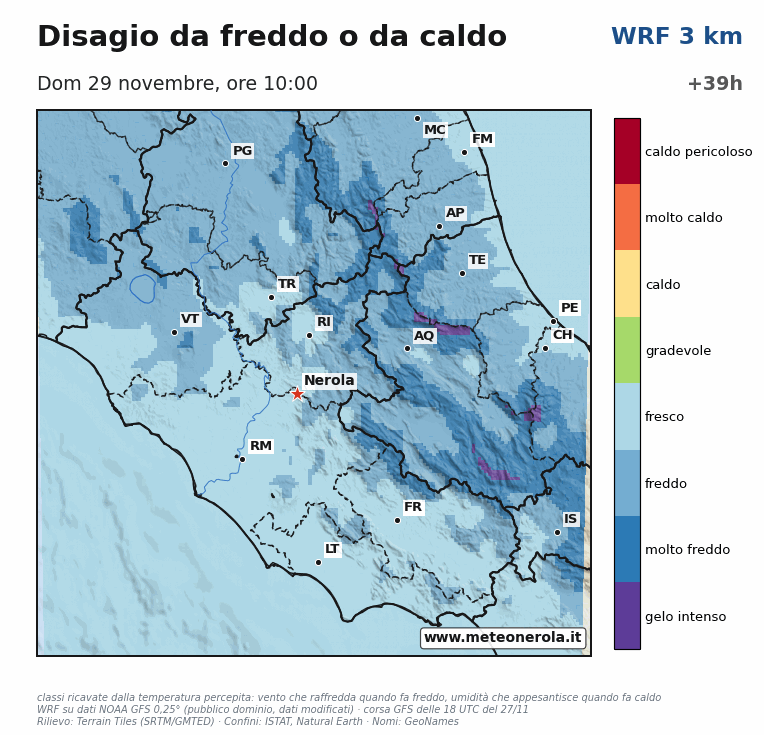 Disagio da freddo o da caldo
WRF 3 km
Dom 29 novembre, ore 10:00
+39h
MC
FM
PG
AP
TE
TR
PE
VT
RI
CH
AQ
Nerola
RM
FR
IS
LT
www.meteonerola.it
caldo pericoloso
molto caldo
caldo
gradevole
fresco
freddo
molto freddo
gelo intenso
classi ricavate dalla temperatura percepita: vento che raffredda quando fa freddo, umidità che appesantisce quando fa caldo
WRF su dati NOAA GFS 0,25° (pubblico dominio, dati modificati) · corsa GFS delle 18 UTC del 27/11
Rilievo: Terrain Tiles (SRTM/GMTED) · Confini: ISTAT, Natural Earth · Nomi: GeoNames